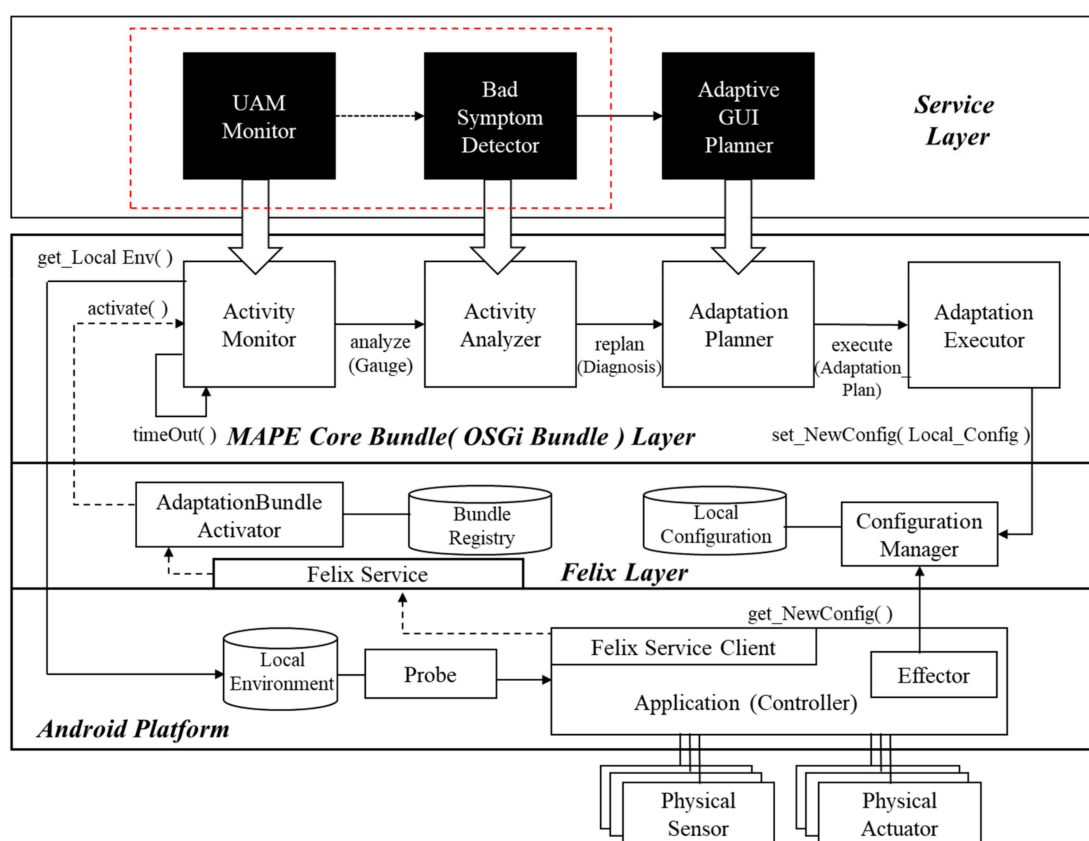 UAM
Monitor
Bad
Symptom
Detector
Adaptive
GUI
Planner
Service
Layer
get_Local Env( )
activate( )
Activity
Monitor
analyze
(Gauge)
Activity
Analyzer
replan
(Diagnosis)
Adaptation
Planner
execute
(Adaptation_
Plan)
Adaptation
Executor
timeOut( )
MAPE Core Bundle( OSGi Bundle ) Layer
set_NewConfig( Local_Config )
AdaptationBundle
Activator
Bundle
Registry
Local
Configuration
Configuration
Manager
Felix Service
Felix Layer
get_NewConfig( )
Local
Environment
Probe
Felix Service Client
Effector
Application (Controller)
Android Platform
Physical
Sensor
Physical
Actuator